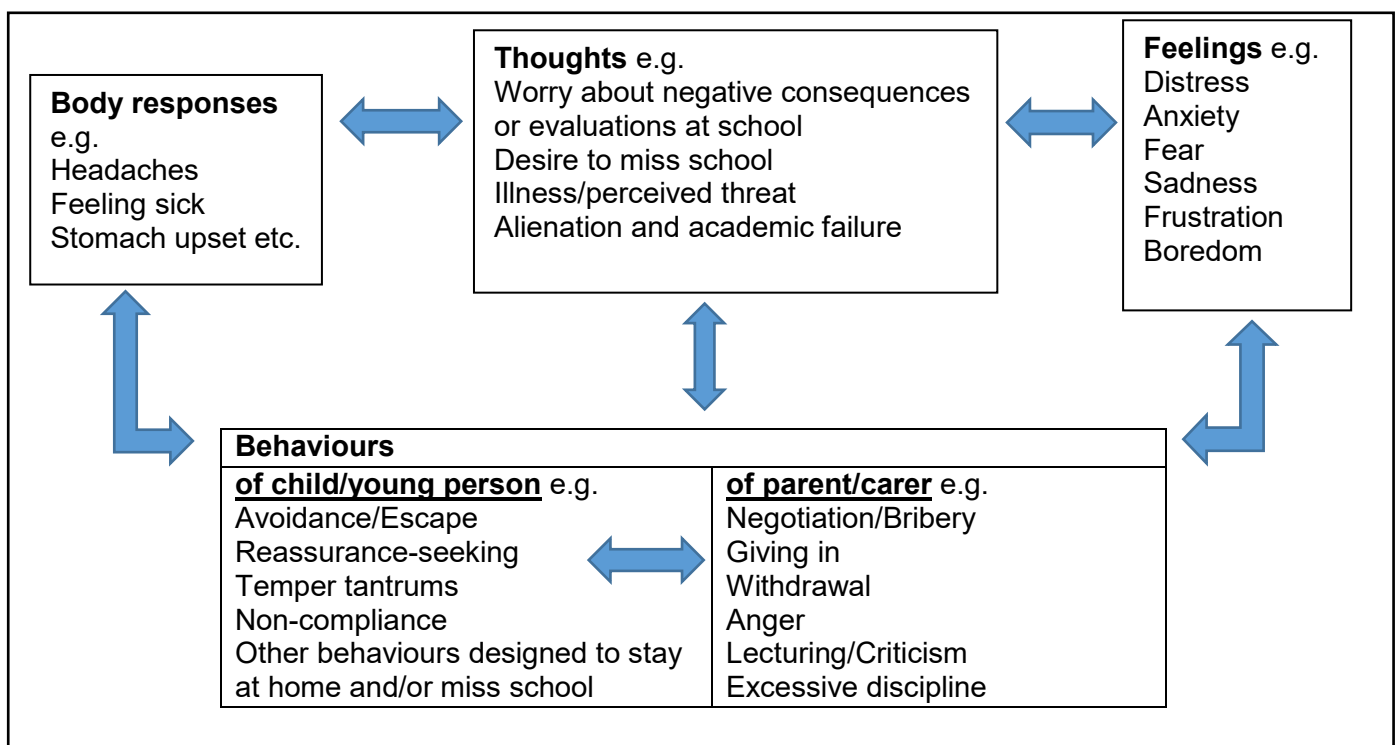 Body responses
e.g.
Headaches
Feeling sick
Stomach upset etc.
Thoughts e.g.
Worry about negative consequences
or evaluations at school
Desire to miss school
Illness/perceived threat
Alienation and academic failure
Feelings e.g.
Distress
Anxiety
Fear
Sadness
Frustration
Boredom
Behaviours
of child/young person e.g.
Avoidance/Escape
Reassurance-seeking
Temper tantrums
Non-compliance
Other behaviours designed to stay
at home and/or miss school
of parent/carer e.g.
Negotiation/Bribery
Giving in
Withdrawal
Anger
Lecturing/Criticism
Excessive discipline